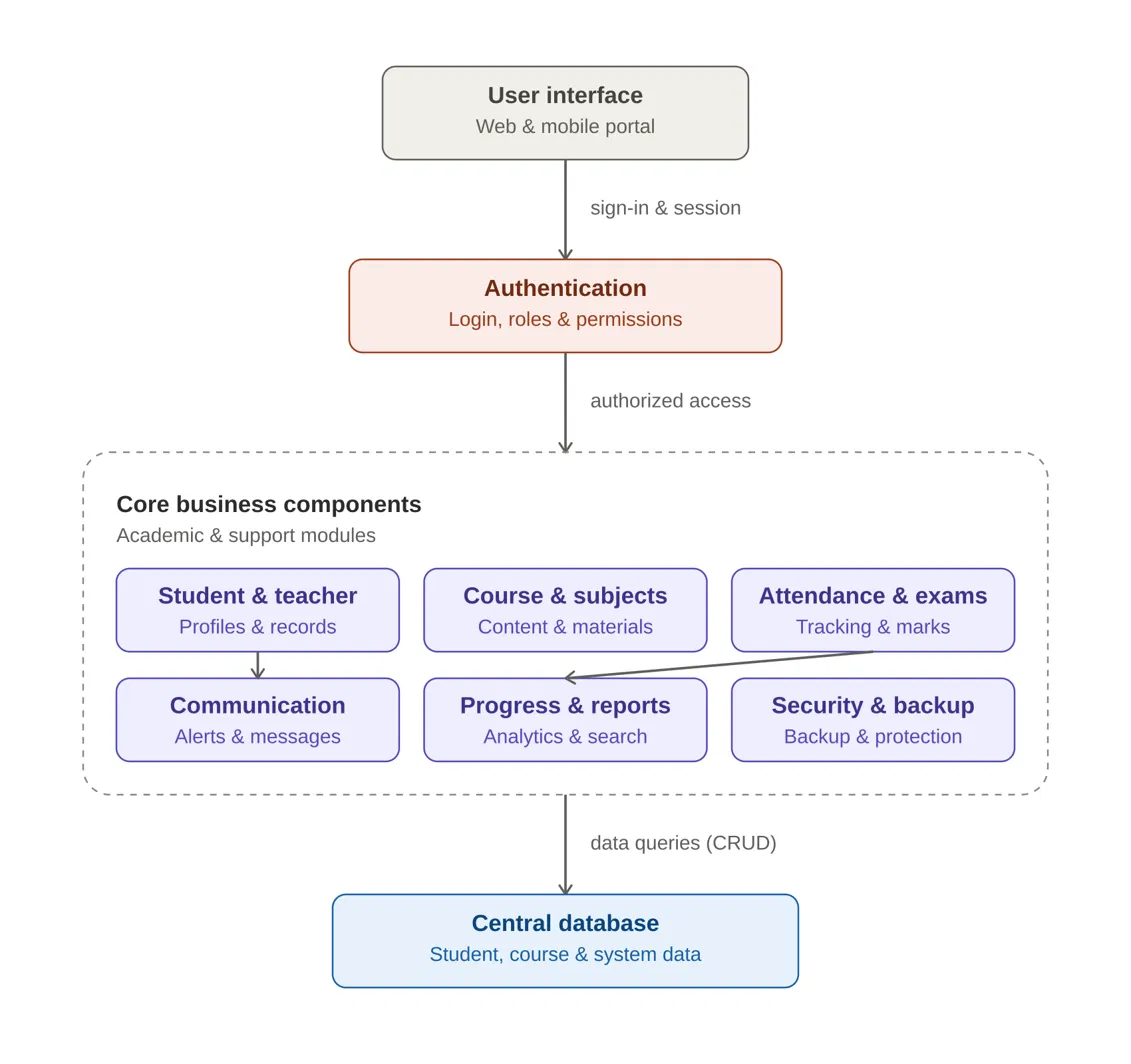 User interface
Web & mobile portal
sign-in & session
Authentication
Login, roles & permissions
authorized access
Core business components
Academic & support modules
Student & teacher
Profiles & records
Course & subjects
Content & materials
Attendance & exams
Tracking & marks
Communication
Alerts & messages
Progress & reports
Analytics & search
Security & backup
Backup & protection
data queries (CRUD)
Central database
Student, course & system data